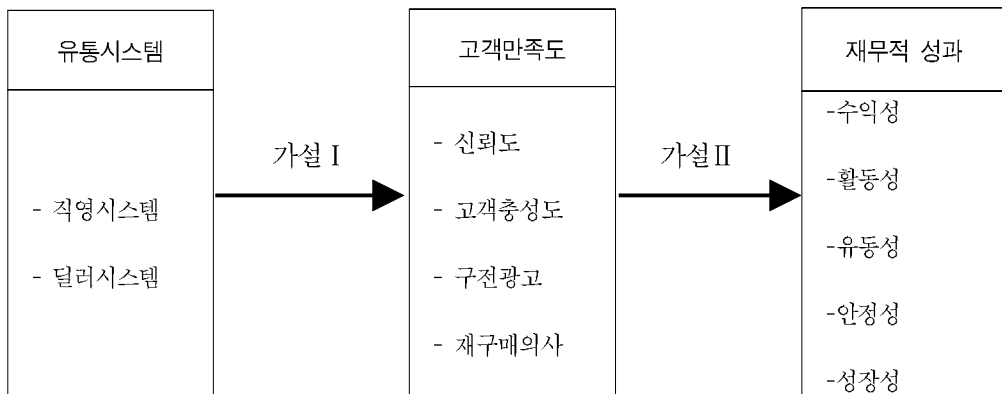 유통시스템
- 직영시스템
- 딜러시스템
가설 Ⅰ
고객만족도
- 신뢰도
- 고객충성도
- 구전광고
- 재구매의사
가설Ⅱ
재무적 성과
-수익성
-활동성
-유동성
-안정성
-성장성